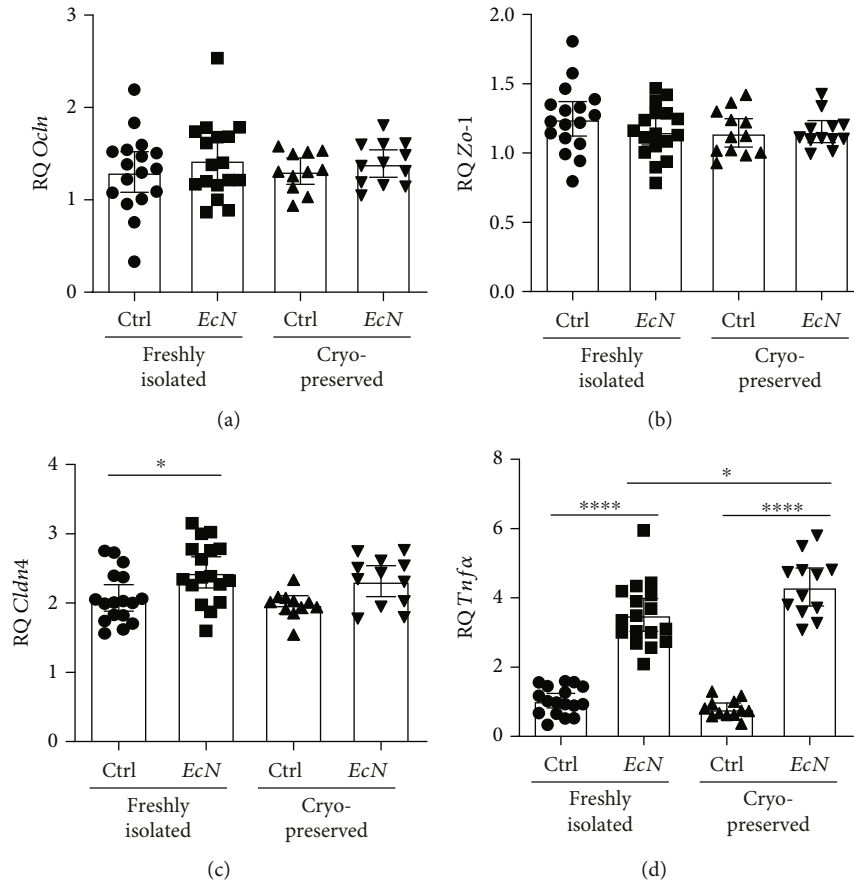 3
2
1
0
RQ Ocln
Ctrl
EcN
Ctrl
EcN
Freshly
isolated
Cryo-
preserved
(a)
2.0
1.5
1.0
0.5
0.0
RQ Zo-1
Ctrl
EcN
Ctrl
EcN
Freshly
isolated
Cryo-
preserved
(b)
4
3
2
1
0
RQ Cldn4
*
Ctrl
EcN
Ctrl
EcN
Freshly
isolated
Cryo-
preserved
(c)
8
6
4
2
0
RQ Tnfα
*
****
****
Ctrl
EcN
Ctrl
EcN
Freshly
isolated
Cryo-
preserved
(d)